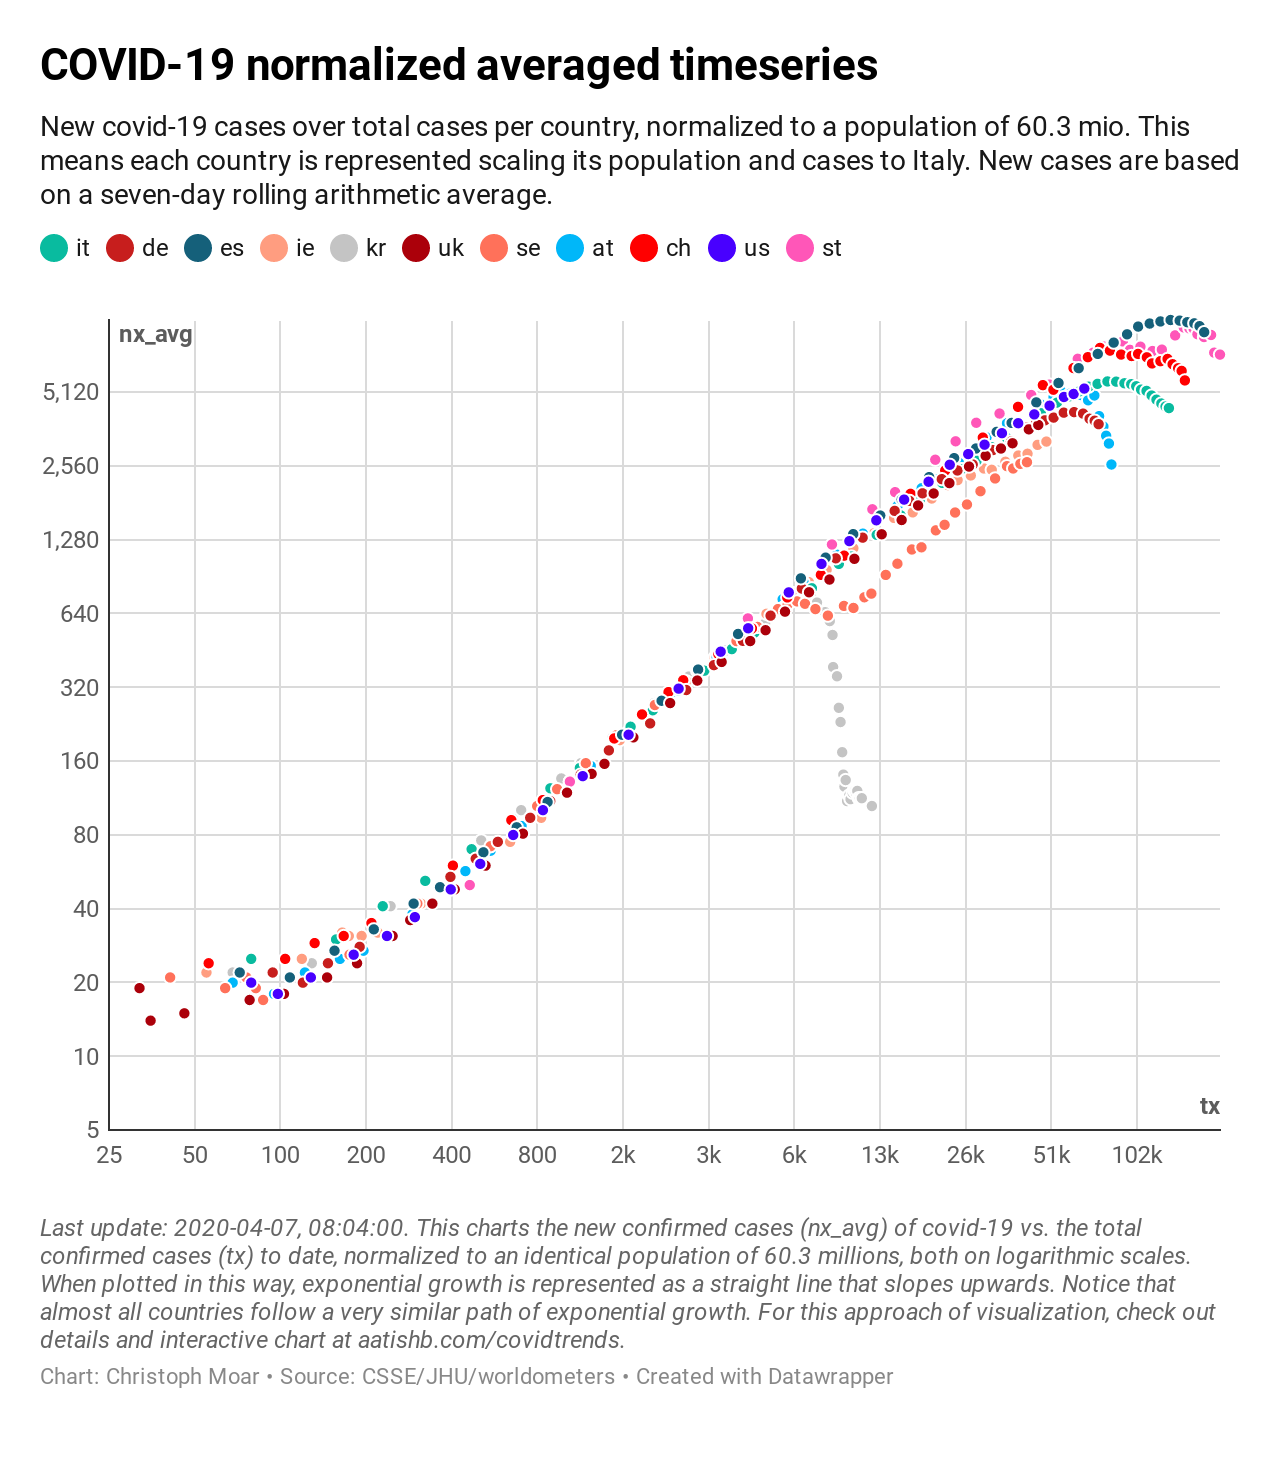 COVID-19 normalized averaged timeseries
New covid-19 cases over total cases per country, normalized to a population of 60.3 mio. This
means each country is represented scaling its population and cases to Italy. New cases are based
on a seven-day rolling arithmetic average.
it de es ie kr uk se at ch us st
nx_avg
5,120
2,560
1,280
640
320
160
80
40
20
10
5
tx
25 50 100 200 400 800 2k 3k 6k 13k 26k 51k 102k
Last update: 2020-04-07, 08:04:00. This charts the new confirmed cases (nx_avg) of covid-19 vs. the total
confirmed cases (tx) to date, normalized to an identical population of 60.3 millions, both on logarithmic scales.
When plotted in this way, exponential growth is represented as a straight line that slopes upwards. Notice that
almost all countries follow a very similar path of exponential growth. For this approach of visualization, check out
details and interactive chart at aatishb.com/covidtrends.
Chart: Christoph Moar • Source: CSSE/JHU/worldometers • Created with Datawrapper